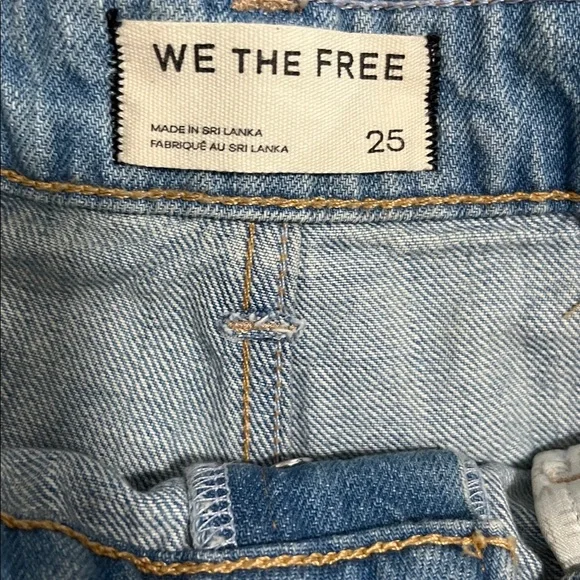 WE THE FREE
MADE IN SRI LANKA
FABRIQUÉ AU SRI LANKA
25